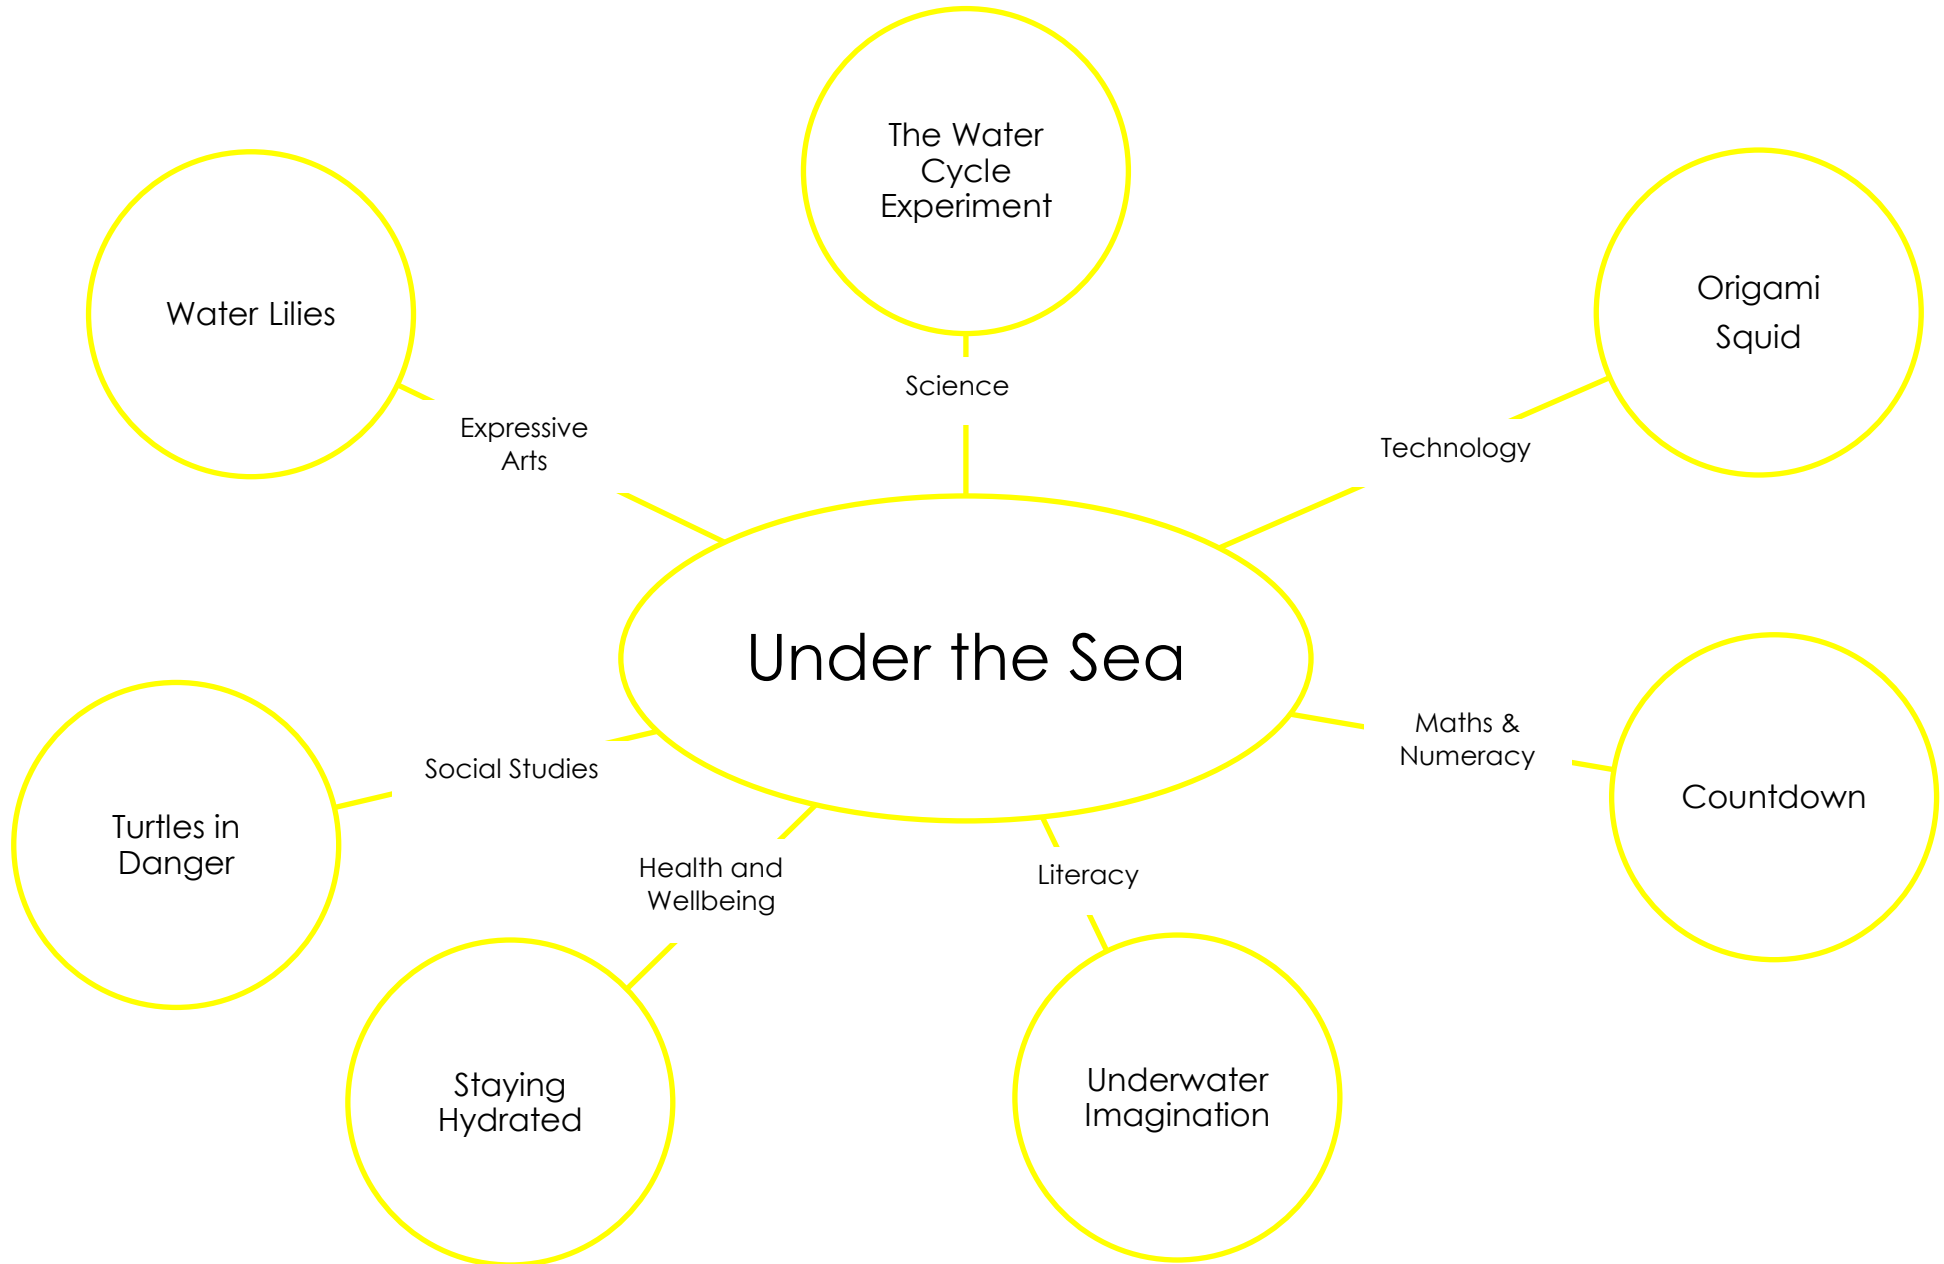 The Water
Cycle
Experiment
Water Lilies
Origami
Squid
Science
Expressive
Arts
Technology
Under the Sea
Maths &
Numeracy
Countdown
Social Studies
Turtles in
Danger
Health and
Wellbeing
Literacy
Staying
Hydrated
Underwater
Imagination